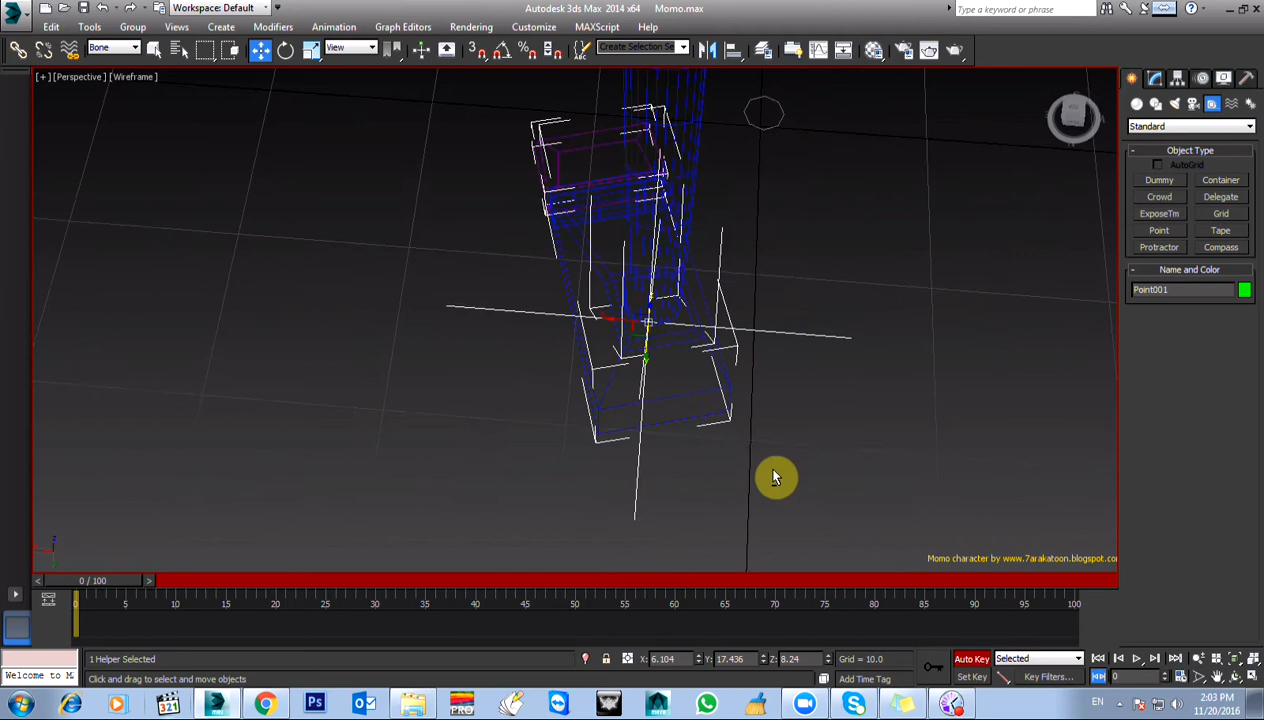 Workspace: Default
Autodesk 3ds Max 2014 x64
Momo.max
Type a keyword or phrase
Edit Tools Group Views Create Modifiers Animation Graph Editors Rendering Customize MAXScript Help
Bone
View
Create Selection Se
[+] [Perspective] [Wireframe]
Standard
Object Type
AutoGrid
Dummy Container
Crowd Delegate
ExposeTm Grid
Point Tape
Protractor Compass
Name and Color
Point001
Momo character by www.7arakatoon.blogspot.co
0 / 100
0 5 10 15 20 25 30 35 40 45 50 55 60 65 70 75 80 85 90 95 100
1 Helper Selected
X: 6.104 Y: 17.436 Z: 8.24 Grid = 10.0
Auto Key Selected
Welcome to M
Click and drag to select and move objects
Add Time Tag
Set Key Key Filters...
0
321
PRO
EN
2:03 PM
11/20/2016